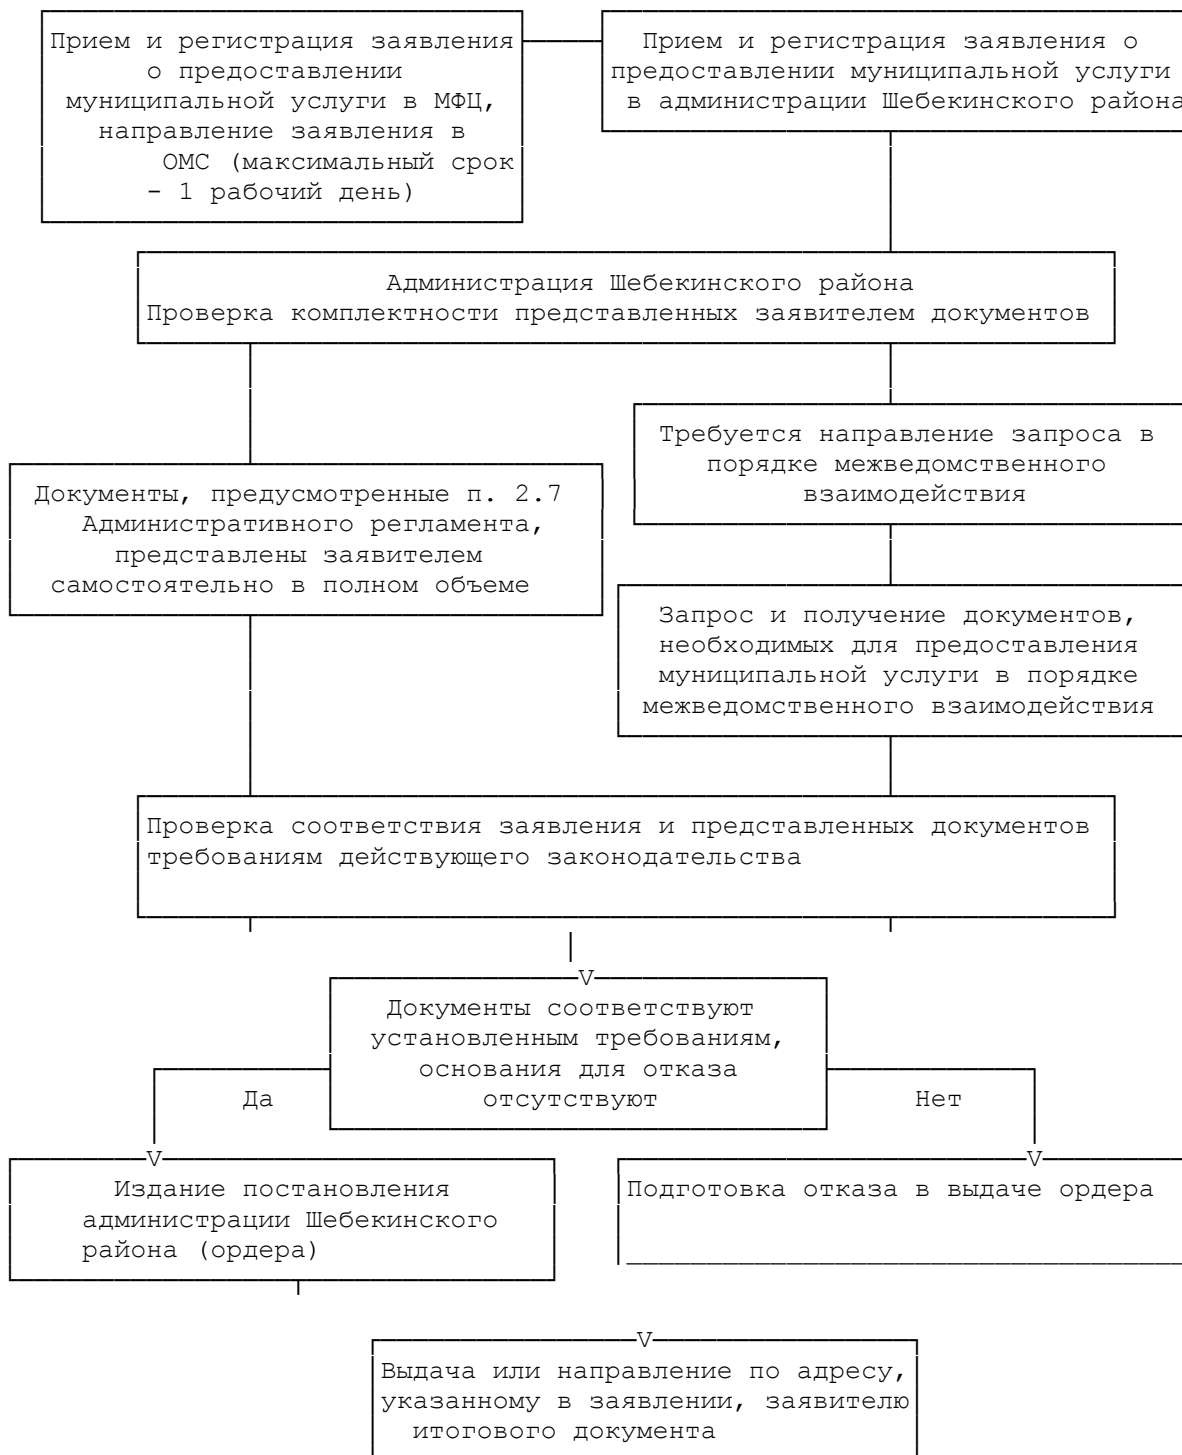 Прием и регистрация заявления
о предоставлении
муниципальной услуги в МФЦ,
направление заявления в
ОМС (максимальный срок
- 1 рабочий день)
Прием и регистрация заявления о
предоставлении муниципальной услуги
в администрации Шебекинского района
Администрация Шебекинского района
Проверка комплектности представленных заявителем документов
Документы, предусмотренные п. 2.7
Административного регламента,
представлены заявителем
самостоятельно в полном объеме
Требуется направление запроса в
порядке межведомственного
взаимодействия
Запрос и получение документов,
необходимых для предоставления
муниципальной услуги в порядке
межведомственного взаимодействия
Проверка соответствия заявления и представленных документов
требованиям действующего законодательства
V
Документы соответствуют
установленным требованиям,
основания для отказа
отсутствуют
Да
Нет
V
Издание постановления
администрации Шебекинского
района (ордера)
V
Подготовка отказа в выдаче ордера
V
Выдача или направление по адресу,
указанному в заявлении, заявителю
итогового документа